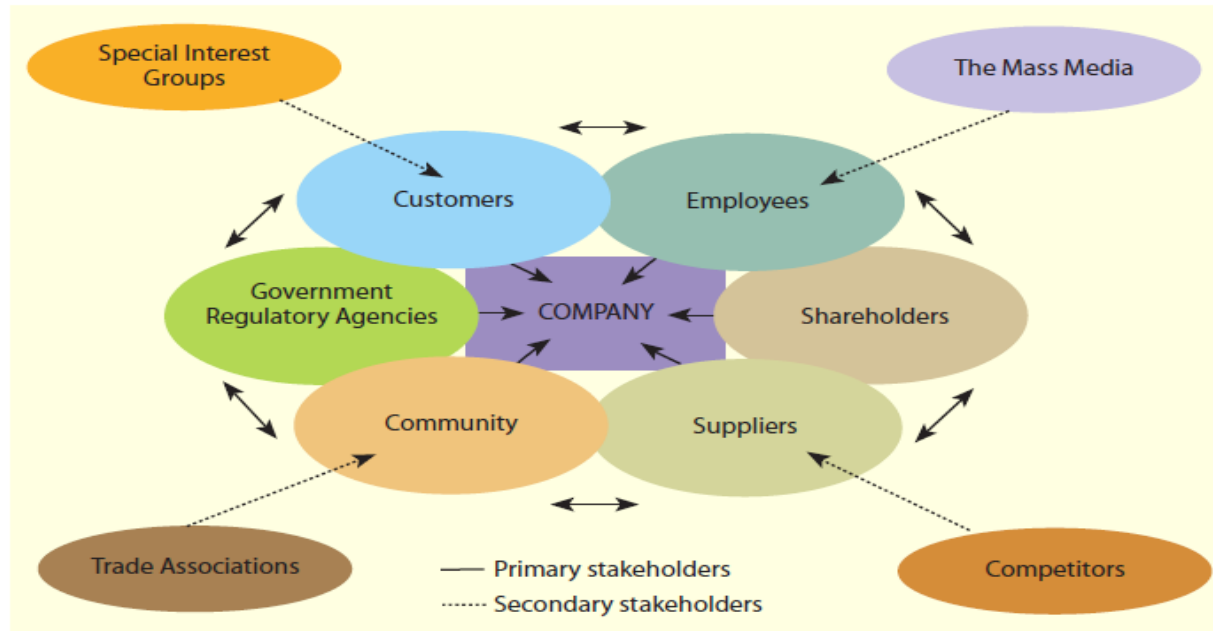 Special Interest
Groups
The Mass Media
Customers
Employees
Government
Regulatory Agencies
COMPANY
Shareholders
Community
Suppliers
Trade Associations
Primary stakeholders
Secondary stakeholders
Competitors